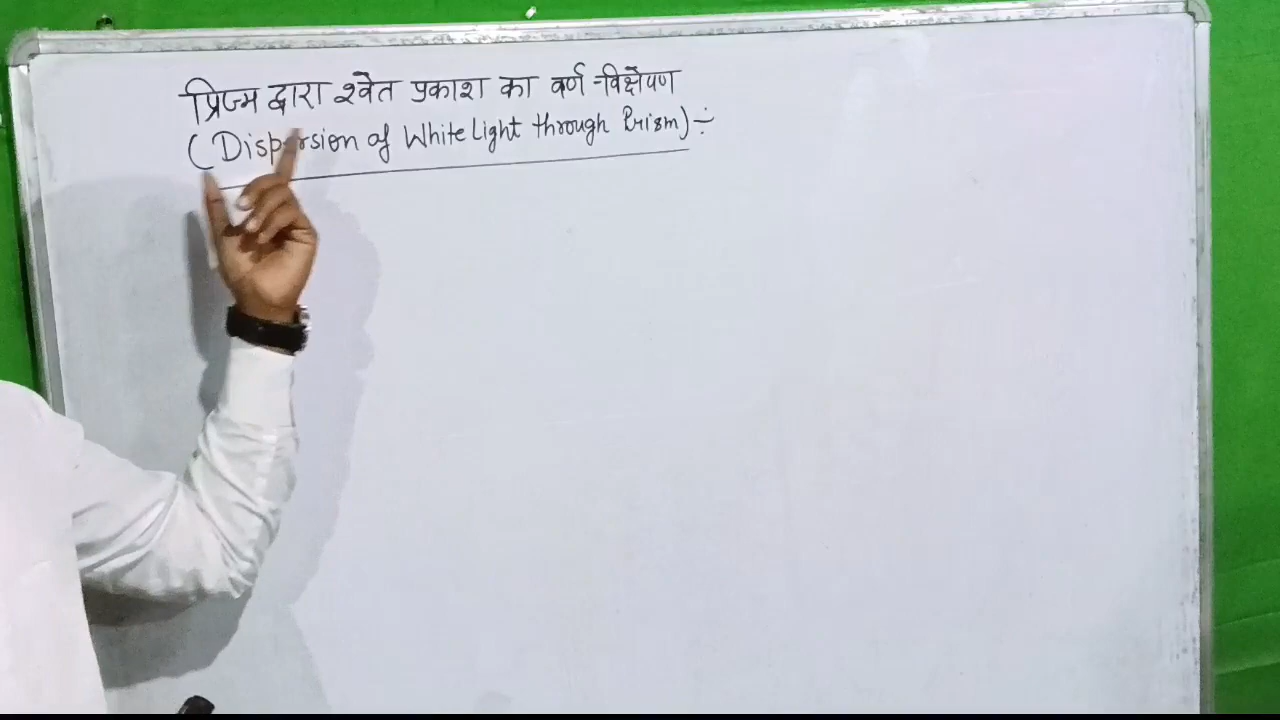 प्रिज्म द्वारा श्वेत प्रकाश का वर्ण-विक्षेपण
(Dispersion of White Light through Prism) ÷